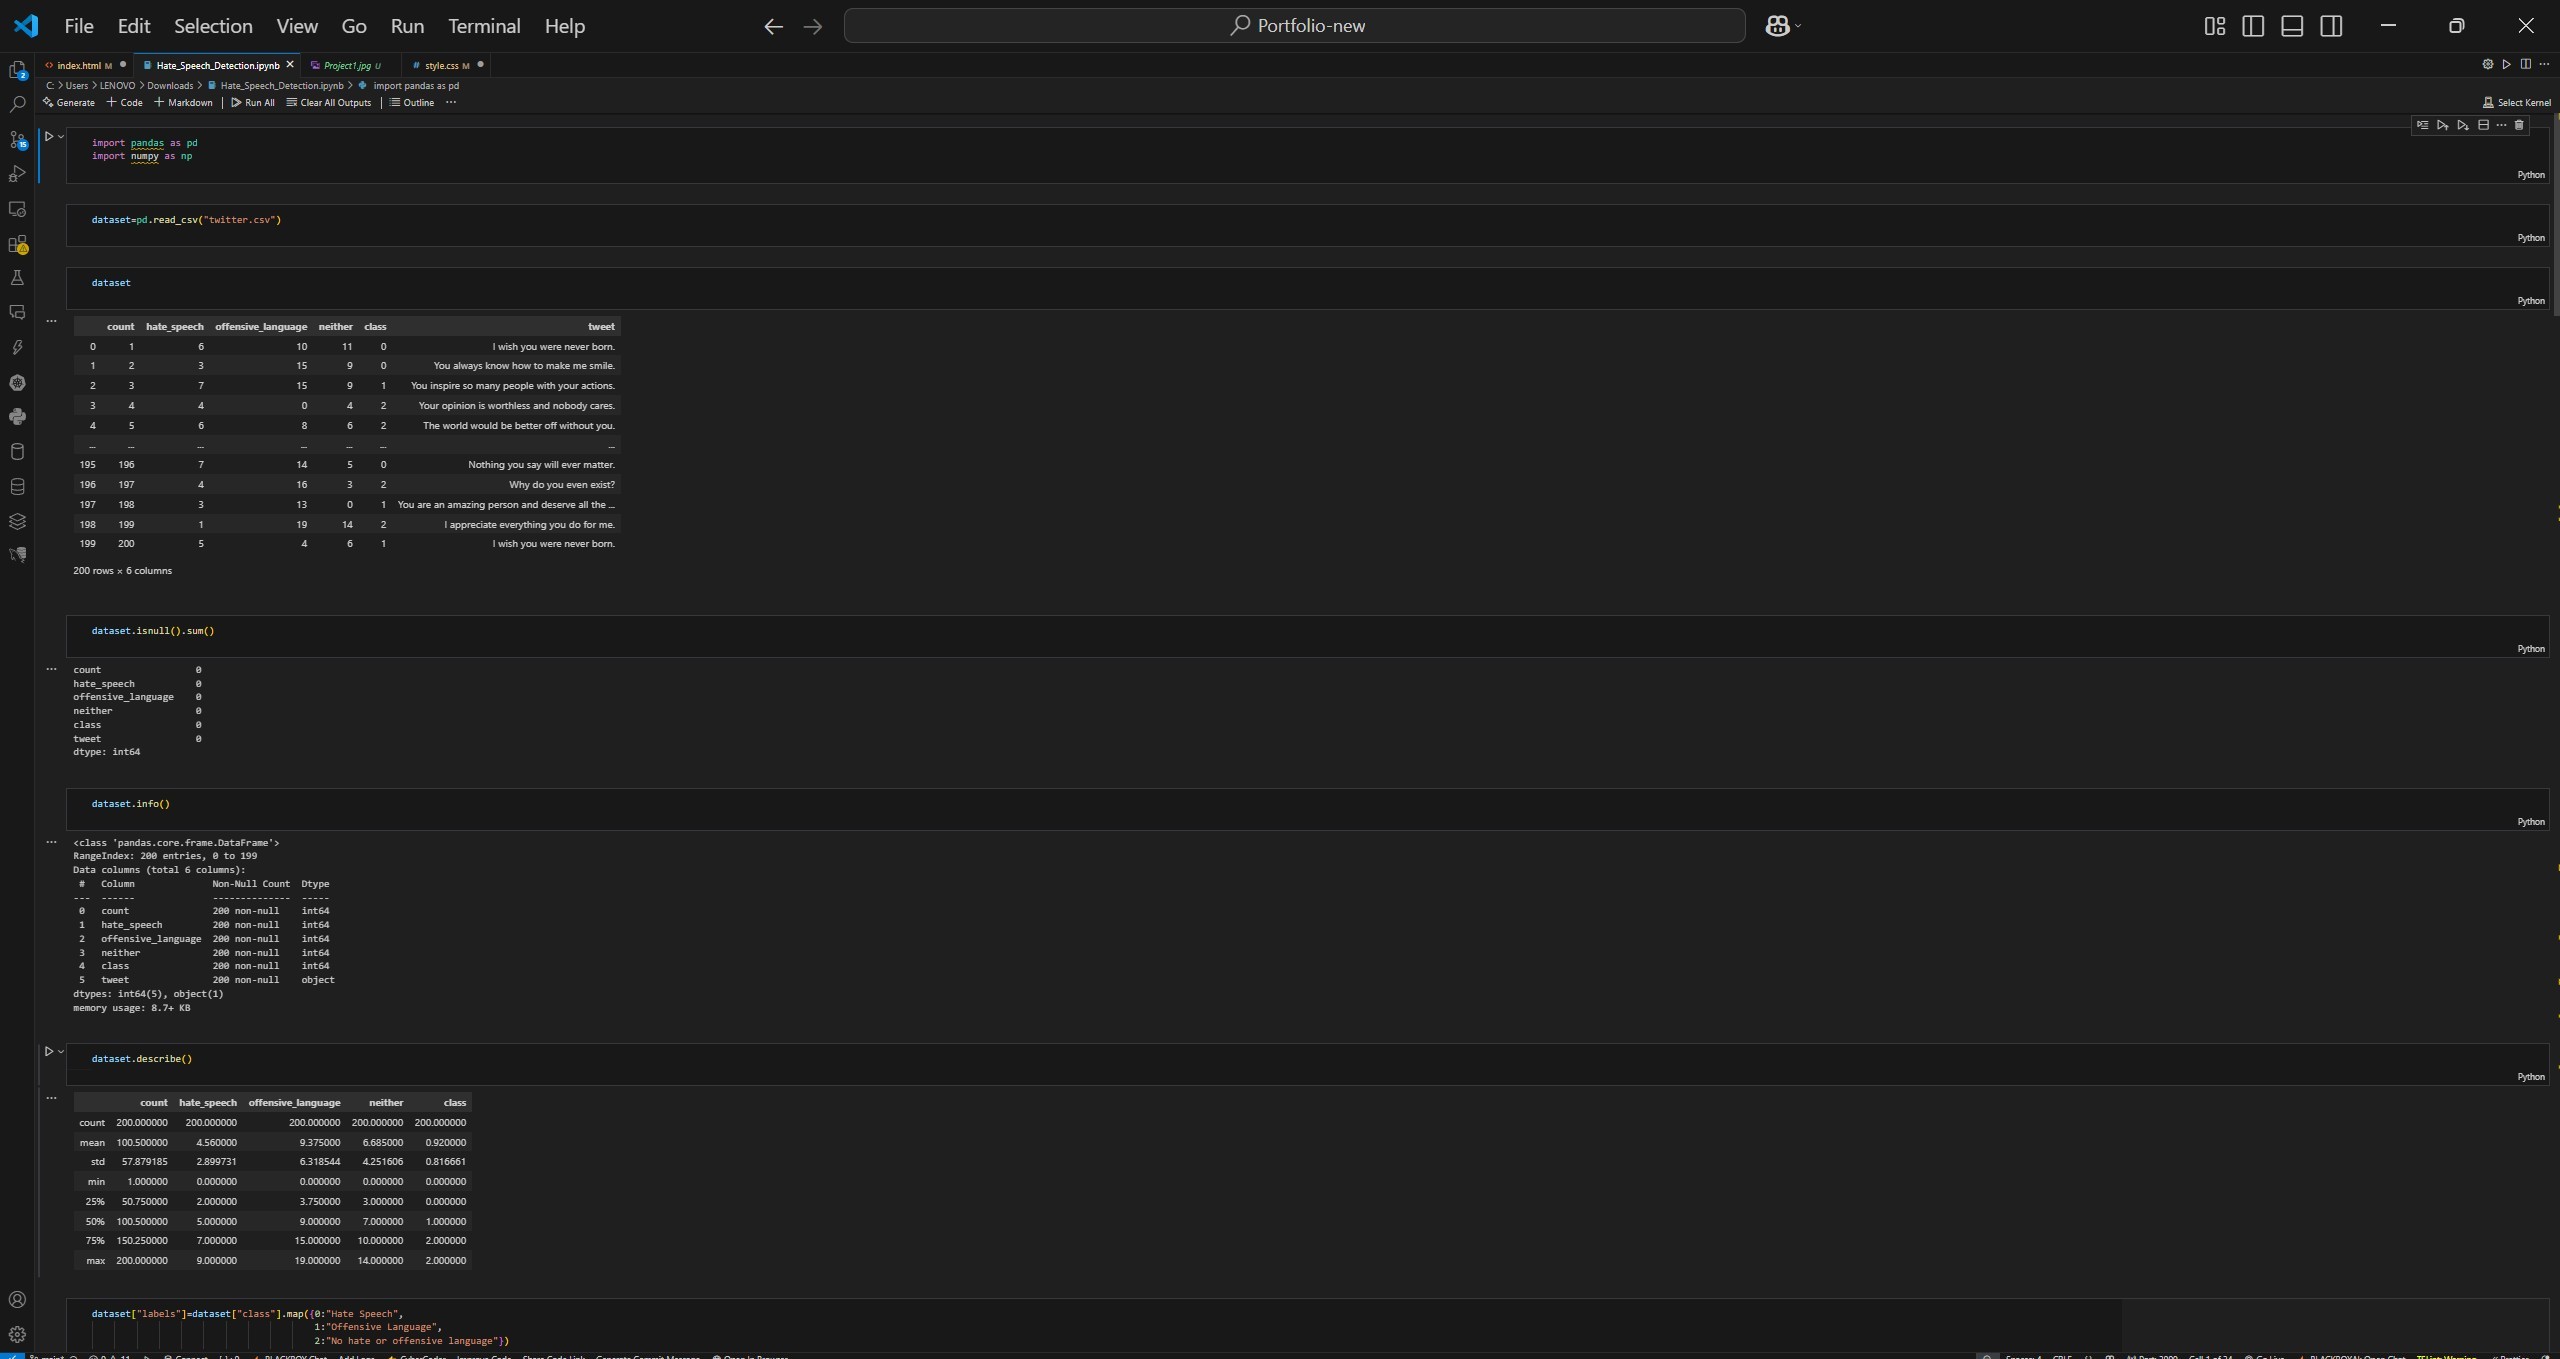 File Edit Selection View Go Run Terminal Help Portfolio-new
index.html M Hate_Speech_Detection.ipynb Project1.jpg U style.css M
C: > Users > LENOVO > Downloads > Hate_Speech_Detection.ipynb > import pandas as pd
Generate + Code + Markdown | Run All Clear All Outputs | Outline ... Select Kernel
import pandas as pd
import numpy as np
Python
dataset=pd.read_csv("twitter.csv")
Python
dataset
Python
count hate_speech offensive_language neither class tweet
0 1 6 10 11 0 I wish you were never born.
1 2 3 15 9 0 You always know how to make me smile.
2 3 7 15 9 1 You inspire so many people with your actions.
3 4 4 0 4 2 Your opinion is worthless and nobody cares.
4 5 6 8 6 2 The world would be better off without you.
... ... ... ... ... ... ...
195 196 7 14 5 0 Nothing you say will ever matter.
196 197 4 16 3 2 Why do you even exist?
197 198 3 13 0 1 You are an amazing person and deserve all the ...
198 199 1 19 14 2 I appreciate everything you do for me.
199 200 5 4 6 1 I wish you were never born.
200 rows × 6 columns
dataset.isnull().sum()
Python
count 0
hate_speech 0
offensive_language 0
neither 0
class 0
tweet 0
dtype: int64
dataset.info()
Python
<class 'pandas.core.frame.DataFrame'>
RangeIndex: 200 entries, 0 to 199
Data columns (total 6 columns):
# Column Non-Null Count Dtype
--- ------ -------------- -----
0 count 200 non-null int64
1 hate_speech 200 non-null int64
2 offensive_language 200 non-null int64
3 neither 200 non-null int64
4 class 200 non-null int64
5 tweet 200 non-null object
dtypes: int64(5), object(1)
memory usage: 8.7+ KB
dataset.describe()
Python
count hate_speech offensive_language neither class
count 200.000000 200.000000 200.000000 200.000000 200.000000
mean 100.500000 4.560000 9.375000 6.685000 0.920000
std 57.879185 2.899731 6.318544 4.251606 0.816661
min 1.000000 0.000000 0.000000 0.000000 0.000000
25% 50.750000 2.000000 3.750000 3.000000 0.000000
50% 100.500000 5.000000 9.000000 7.000000 1.000000
75% 150.250000 7.000000 15.000000 10.000000 2.000000
max 200.000000 9.000000 19.000000 14.000000 2.000000
dataset["labels"]=dataset["class"].map({0:"Hate Speech",
1:"Offensive Language",
2:"No hate or offensive language"})